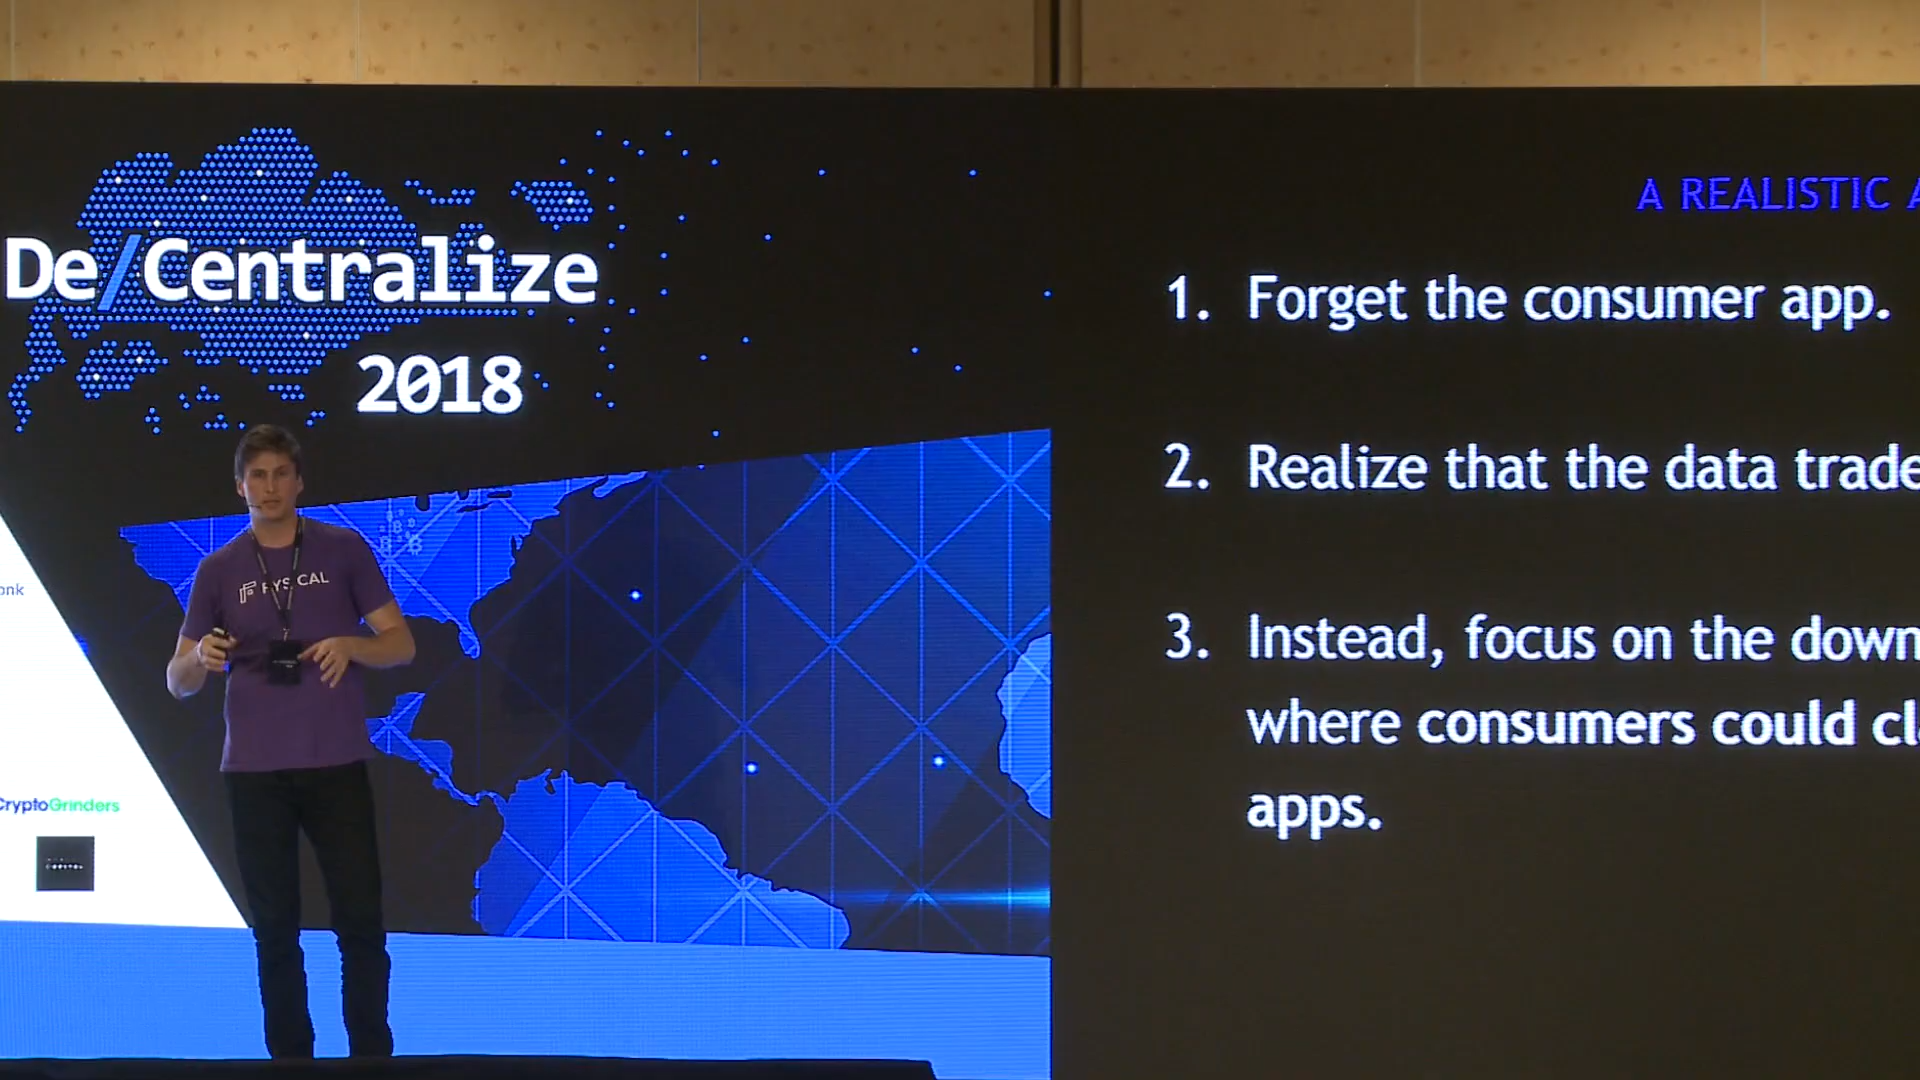 De/Centralize
2018
A REALISTIC
1. Forget the consumer app.
2. Realize that the data trade
3. Instead, focus on the down
where consumers could cl
apps.
FYSICAL
onk
CryptoGrinders